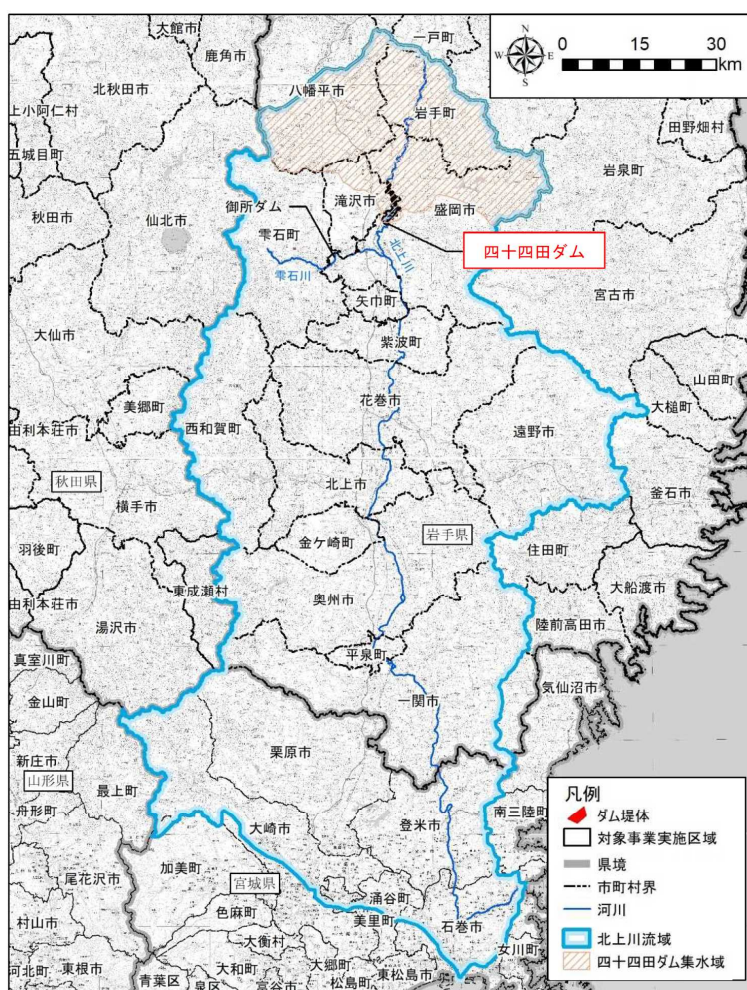 大館市
鹿角市
一戸町
N
W
E
S
0 15 30
km
北秋田市
八幡平市
岩手町
上小阿仁村
田野畑村
五城目町
岩泉町
滝沢市
盛岡市
秋田市
仙北市
御所ダム
雫石町
四十四田ダム
北上川
雫石川
宮古市
矢巾町
大仙市
紫波町
山田町
美郷町
花巻市
大槌町
西和賀町
遠野市
由利本荘市
秋田県
北上市
釜石市
横手市
岩手県
金ケ崎町
住田町
羽後町
東成瀬村
奥州市
大船渡市
由利本荘市
湯沢市
陸前高田市
平泉町
真室川町
気仙沼市
金山町
一関市
栗原市
新庄市
山形県
最上町
舟形町
南三陸町
大崎市
登米市
加美町
尾花沢市
宮城県
涌谷町
色麻町
美里町
石巻市
村山市
大衡村
女川町
河北町
東根市
大和町
大郷町
東松島市
青葉区
泉区
富谷市
凡例
ダム堤体
対象事業実施区域
県境
市町村界
河川
北上川流域
四十四田ダム集水域